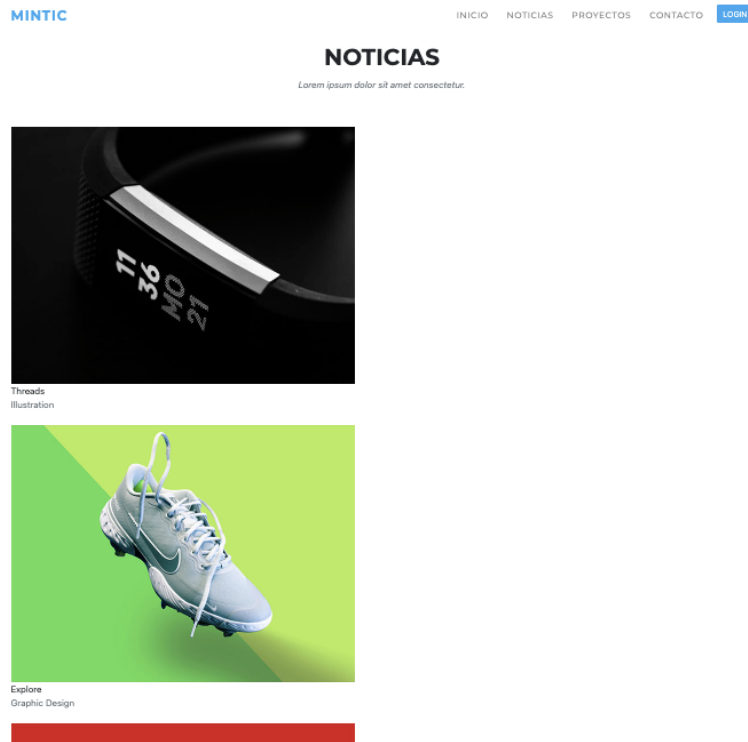 MINTIC
INICIO NOTICIAS PROYECTOS CONTACTO LOGIN
NOTICIAS
Lorem ipsum dolor sit amet consectetur.
11
36
MO
21
Threads
Illustration
Explore
Graphic Design